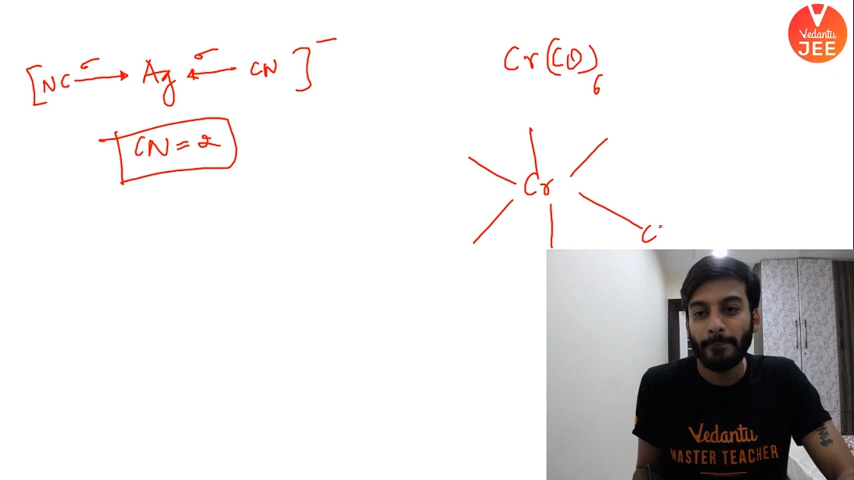 [NC σ→ Ag ←σ CN]⁻
CN = 2
Cr(CO)₆
Cr
C
Vedantu
JEE
Vedantu
MASTER TEACHER